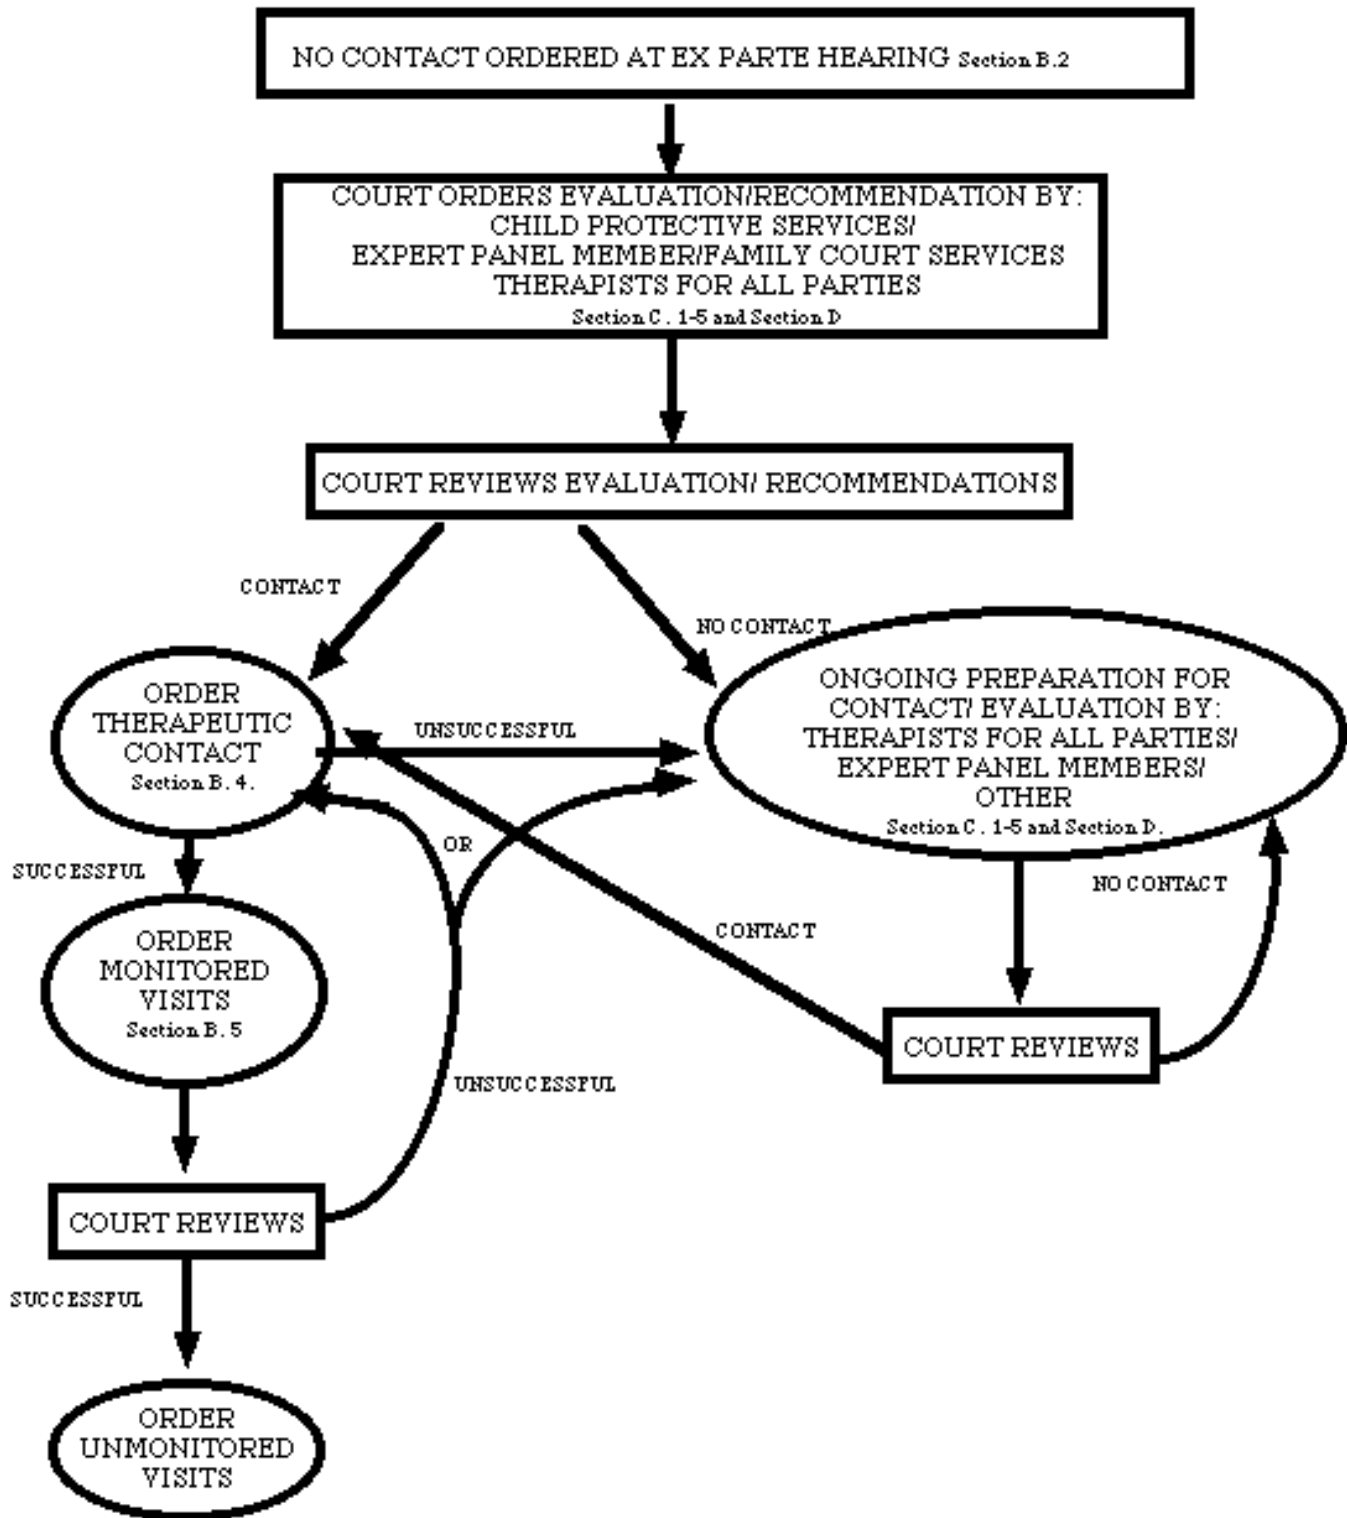 NO CONTACT ORDERED AT EX PARTE HEARING Section B.2
COURT ORDERS EVALUATION/RECOMMENDATION BY:
CHILD PROTECTIVE SERVICES/
EXPERT PANEL MEMBER/FAMILY COURT SERVICES
THERAPISTS FOR ALL PARTIES
Section C. 1-5 and Section D
COURT REVIEWS EVALUATION/ RECOMMENDATIONS
CONTACT
NO CONTACT
ORDER
THERAPEUTIC
CONTACT
Section B. 4.
UNSUCCESSFUL
ONGOING PREPARATION FOR
CONTACT/ EVALUATION BY:
THERAPISTS FOR ALL PARTIES/
EXPERT PANEL MEMBERS/
OTHER
Section C. 1-5 and Section D.
OR
SUCCESSFUL
NO CONTACT
CONTACT
ORDER
MONITORED
VISITS
Section B. 5
COURT REVIEWS
UNSUCCESSFUL
COURT REVIEWS
SUCCESSFUL
ORDER
UNMONITORED
VISITS